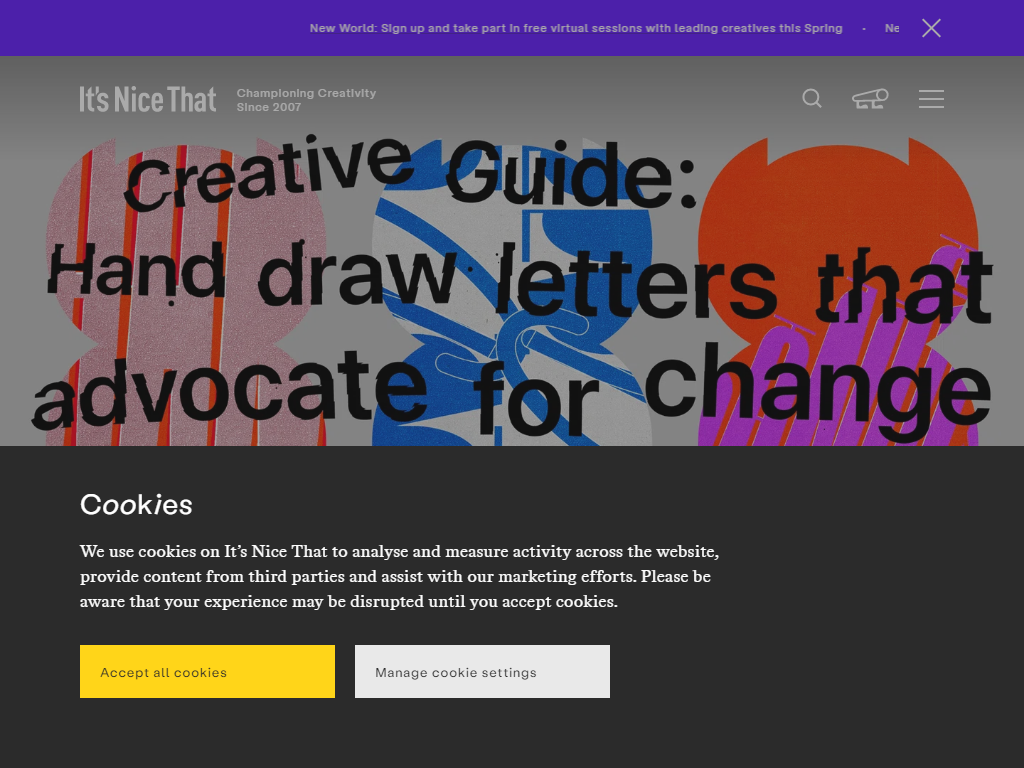 New World: Sign up and take part in free virtual sessions with leading creatives this Spring - Ne
It's Nice That
Championing Creativity
Since 2007
Creative Guide:
Hand draw letters that
advocate for change
Cookies
We use cookies on It’s Nice That to analyse and measure activity across the website,
provide content from third parties and assist with our marketing efforts. Please be
aware that your experience may be disrupted until you accept cookies.
Accept all cookies
Manage cookie settings